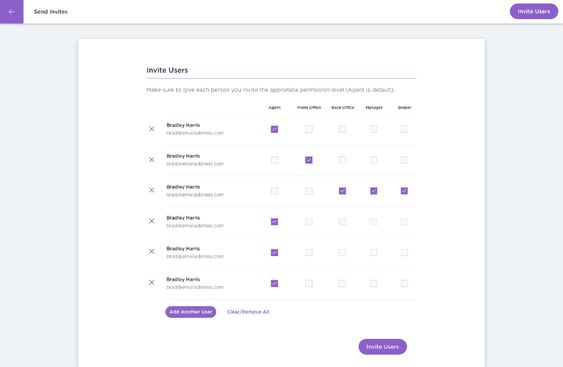 Send Invites
Invite Users
Invite Users
Make sure to give each person you invite the approriate permission level (Agent is default).
Agent Front Office Back Office Manager Broker
Bradley Harris
brad@emailaddress.com
Bradley Harris
brad@emailaddress.com
Bradley Harris
brad@emailaddress.com
Bradley Harris
brad@emailaddress.com
Bradley Harris
brad@emailaddress.com
Bradley Harris
brad@emailaddress.com
Add Another User Clear/Remove All
Invite Users